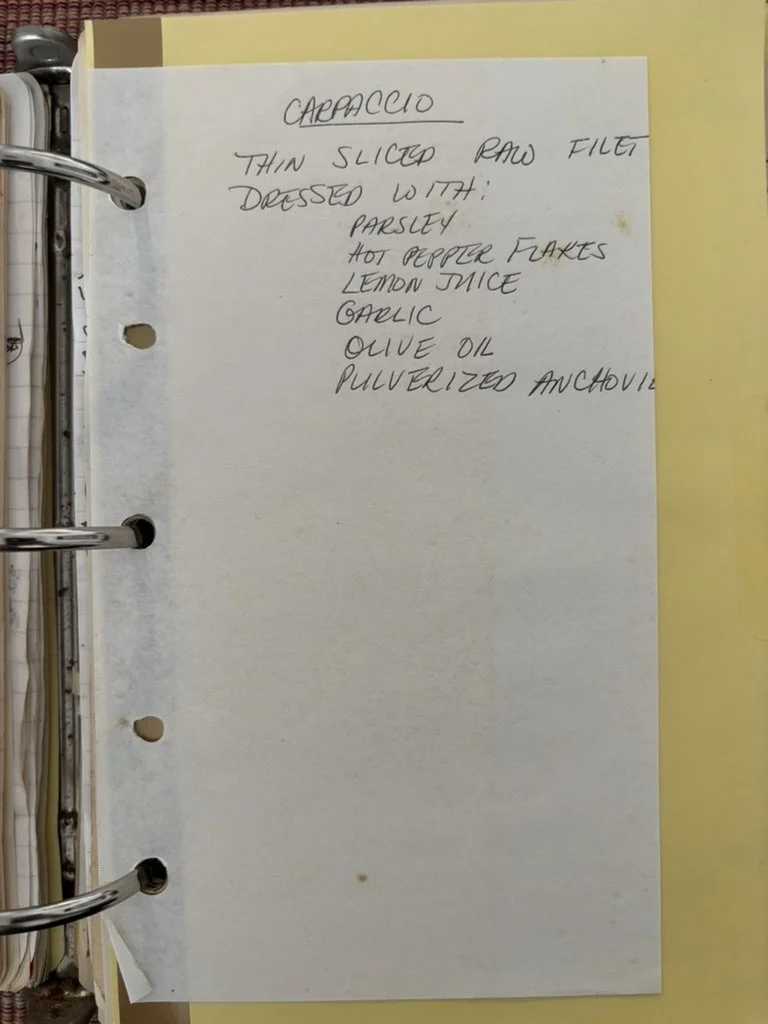 CARPACCIO
THIN SLICED RAW FILET
DRESSED WITH:
PARSLEY
HOT PEPPER FLAKES
LEMON JUICE
GARLIC
OLIVE OIL
PULVERIZED ANCHOVIE